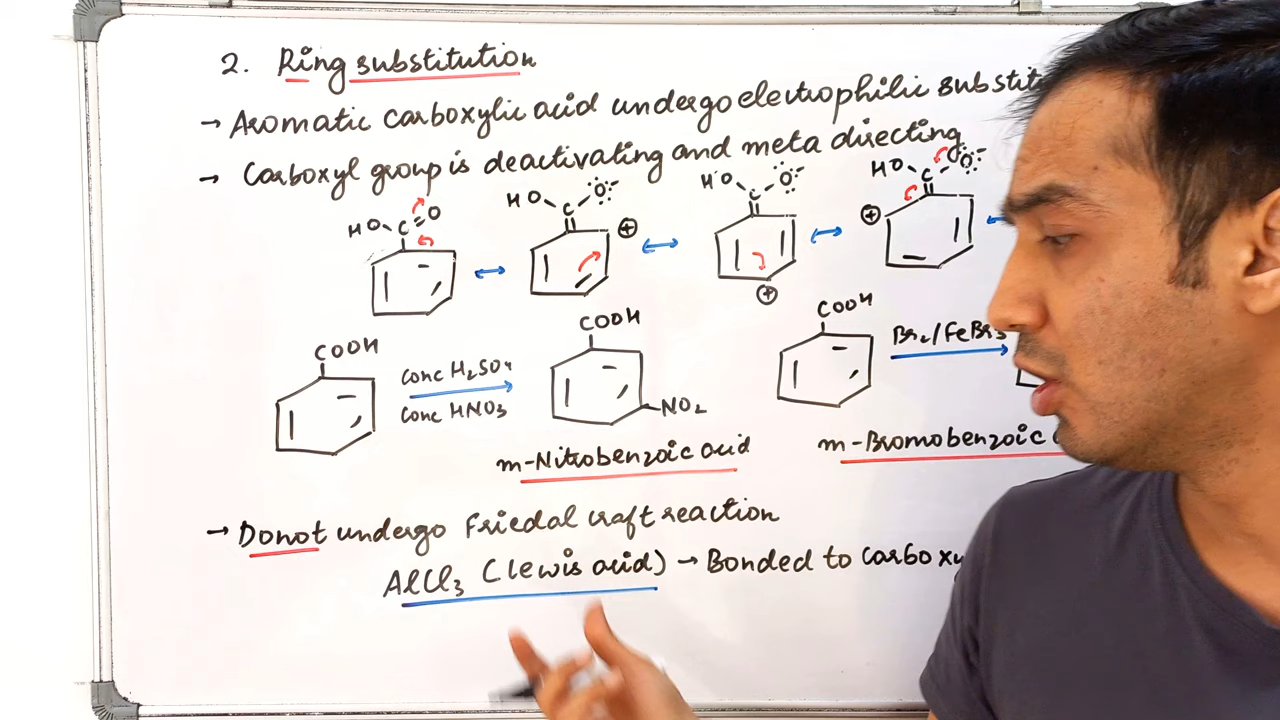 2. Ring substitution
→ Aromatic carboxylic acid undergo electrophilic substit
→ Carboxyl group is deactivating and meta directing
HO C O
HO C :Ö:- ⊕
HO C :Ö:- ⊕
HO C :Ö:- ⊕
COOH
conc H2SO4
conc HNO3
COOH
NO2
m-Nitrobenzoic acid
COOH
Br2/FeBr3
m-Bromobenzoic
→ Donot undergo Friedal craft reaction
AlCl3 (lewis acid) → Bonded to carboxy